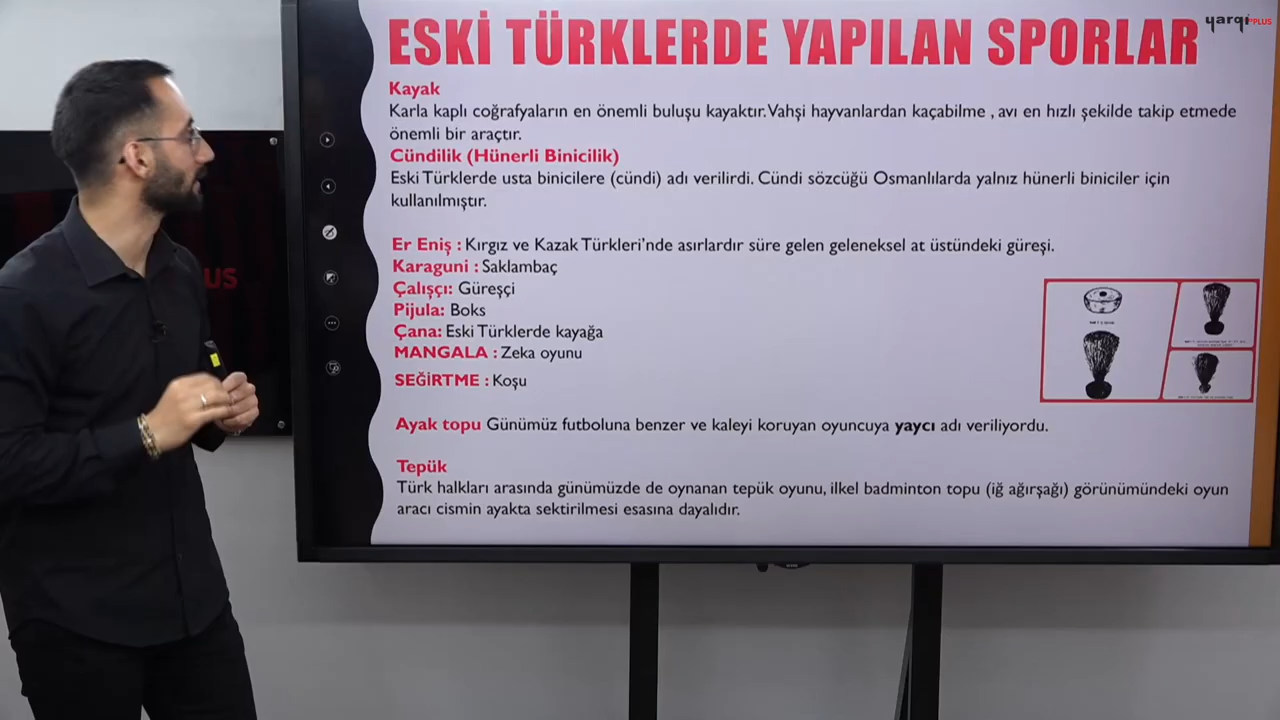 ESKİ TÜRKLERDE YAPILAN SPORLAR
yargı PLUS
Kayak
Karla kaplı coğrafyaların en önemli buluşu kayaktır.Vahşi hayvanlardan kaçabilme , avı en hızlı şekilde takip etmede
önemli bir araçtır.
Cündilik (Hünerli Binicilik)
Eski Türklerde usta binicilere (cündi) adı verilirdi. Cündi sözcüğü Osmanlılarda yalnız hünerli biniciler için
kullanılmıştır.
Er Eniş : Kırgız ve Kazak Türkleri’nde asırlardır süre gelen geleneksel at üstündeki güreşi.
Karaguni : Saklambaç
Çalışçı: Güreşçi
Pijula: Boks
Çana: Eski Türklerde kayağa
MANGALA : Zeka oyunu
SEĞİRTME : Koşu
Ayak topu Günümüz futboluna benzer ve kaleyi koruyan oyuncuya yaycı adı veriliyordu.
Tepük
Türk halkları arasında günümüzde de oynanan tepük oyunu, ilkel badminton topu (iğ ağırşağı) görünümündeki oyun
aracı cismin ayakta sektirilmesi esasına dayalıdır.
PLUS